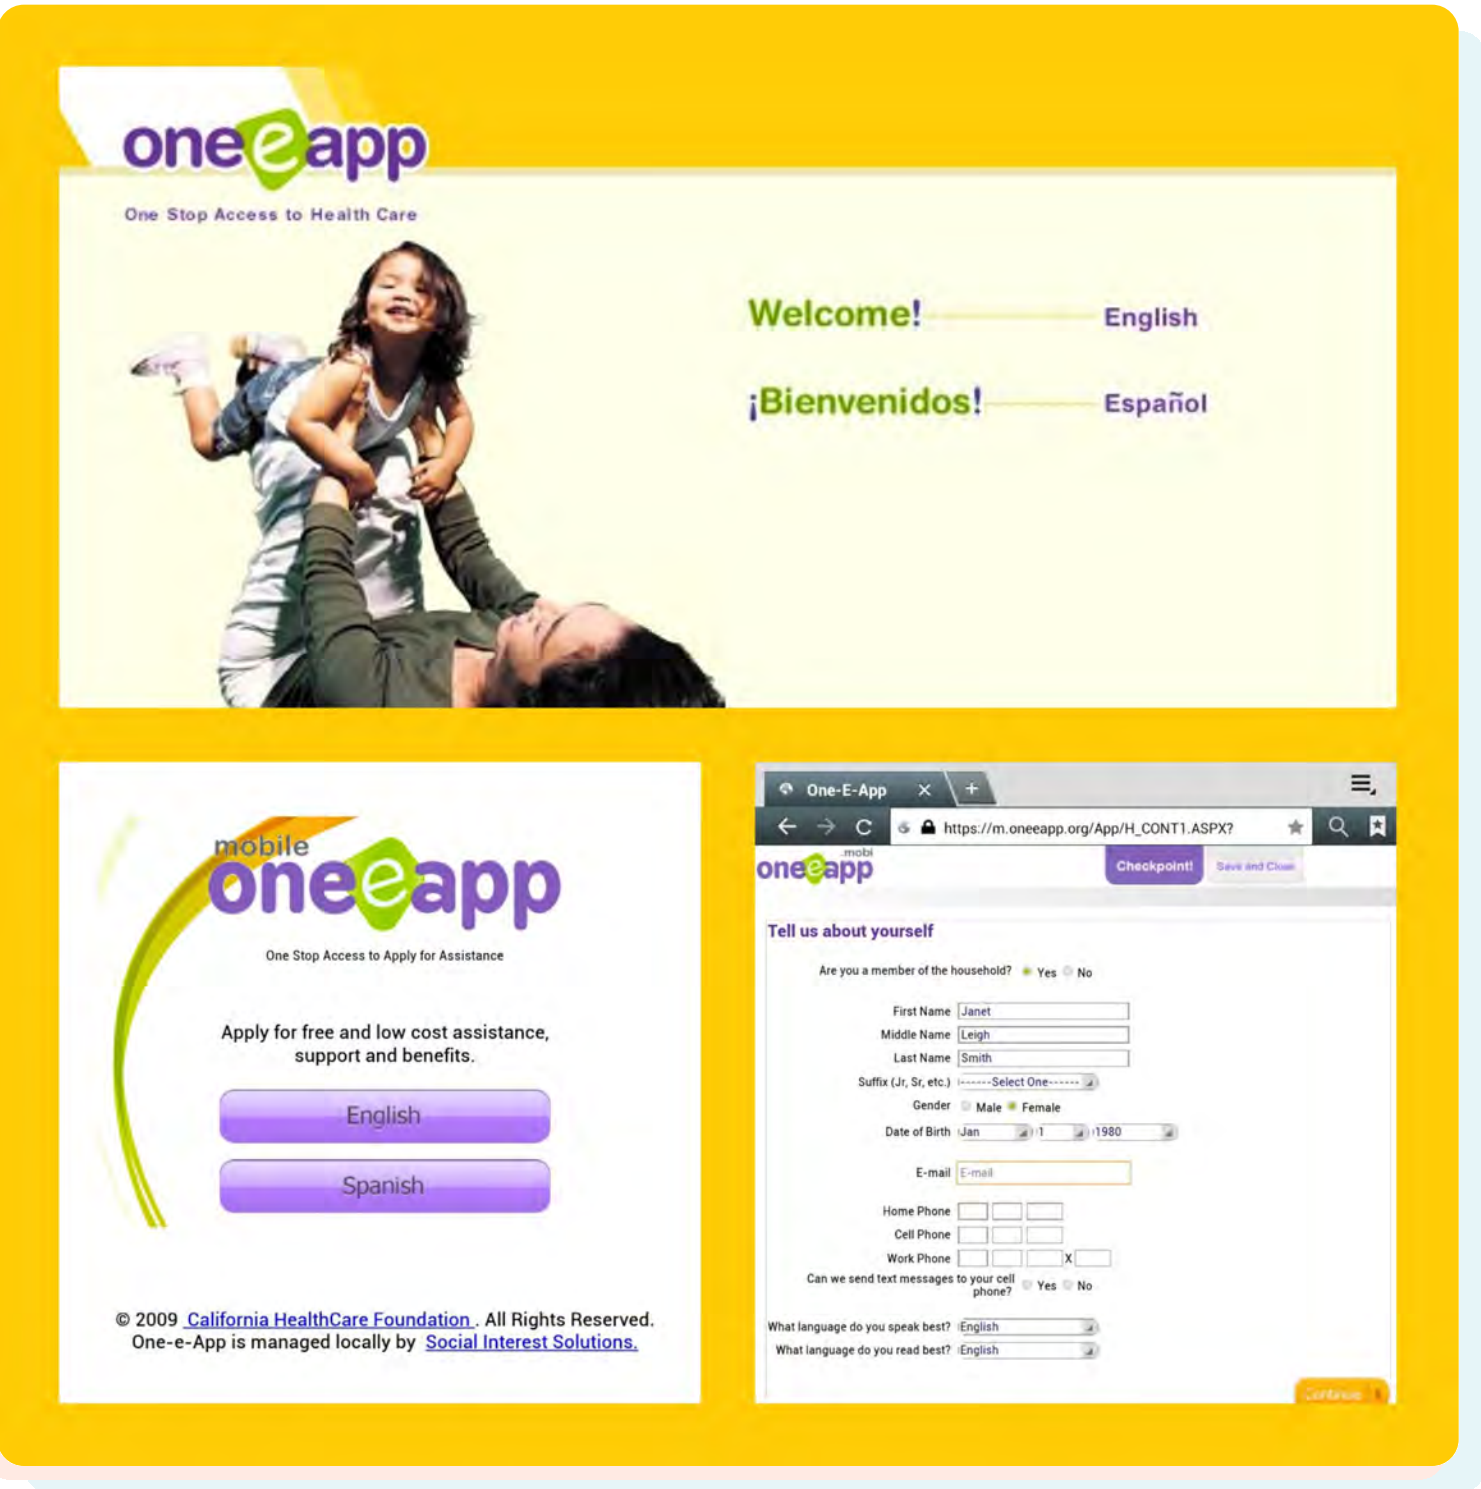 oneeapp
One Stop Access to Health Care
Welcome! English
¡Bienvenidos! Español
mobile
oneeapp
One Stop Access to Apply for Assistance
Apply for free and low cost assistance,
support and benefits.
English
Spanish
© 2009 California HealthCare Foundation . All Rights Reserved.
One-e-App is managed locally by Social Interest Solutions.
One-E-App X +
https://m.oneeapp.org/App/H_CONT1.ASPX?
.mobi
oneeapp
Checkpoint! Save and Close
Tell us about yourself
Are you a member of the household? Yes No
First Name Janet
Middle Name Leigh
Last Name Smith
Suffix (Jr, Sr, etc.) ------Select One------
Gender Male Female
Date of Birth Jan 1 1980
E-mail E-mail
Home Phone
Cell Phone
Work Phone X
Can we send text messages to your cell
phone? Yes No
What language do you speak best? English
What language do you read best? English
Continue